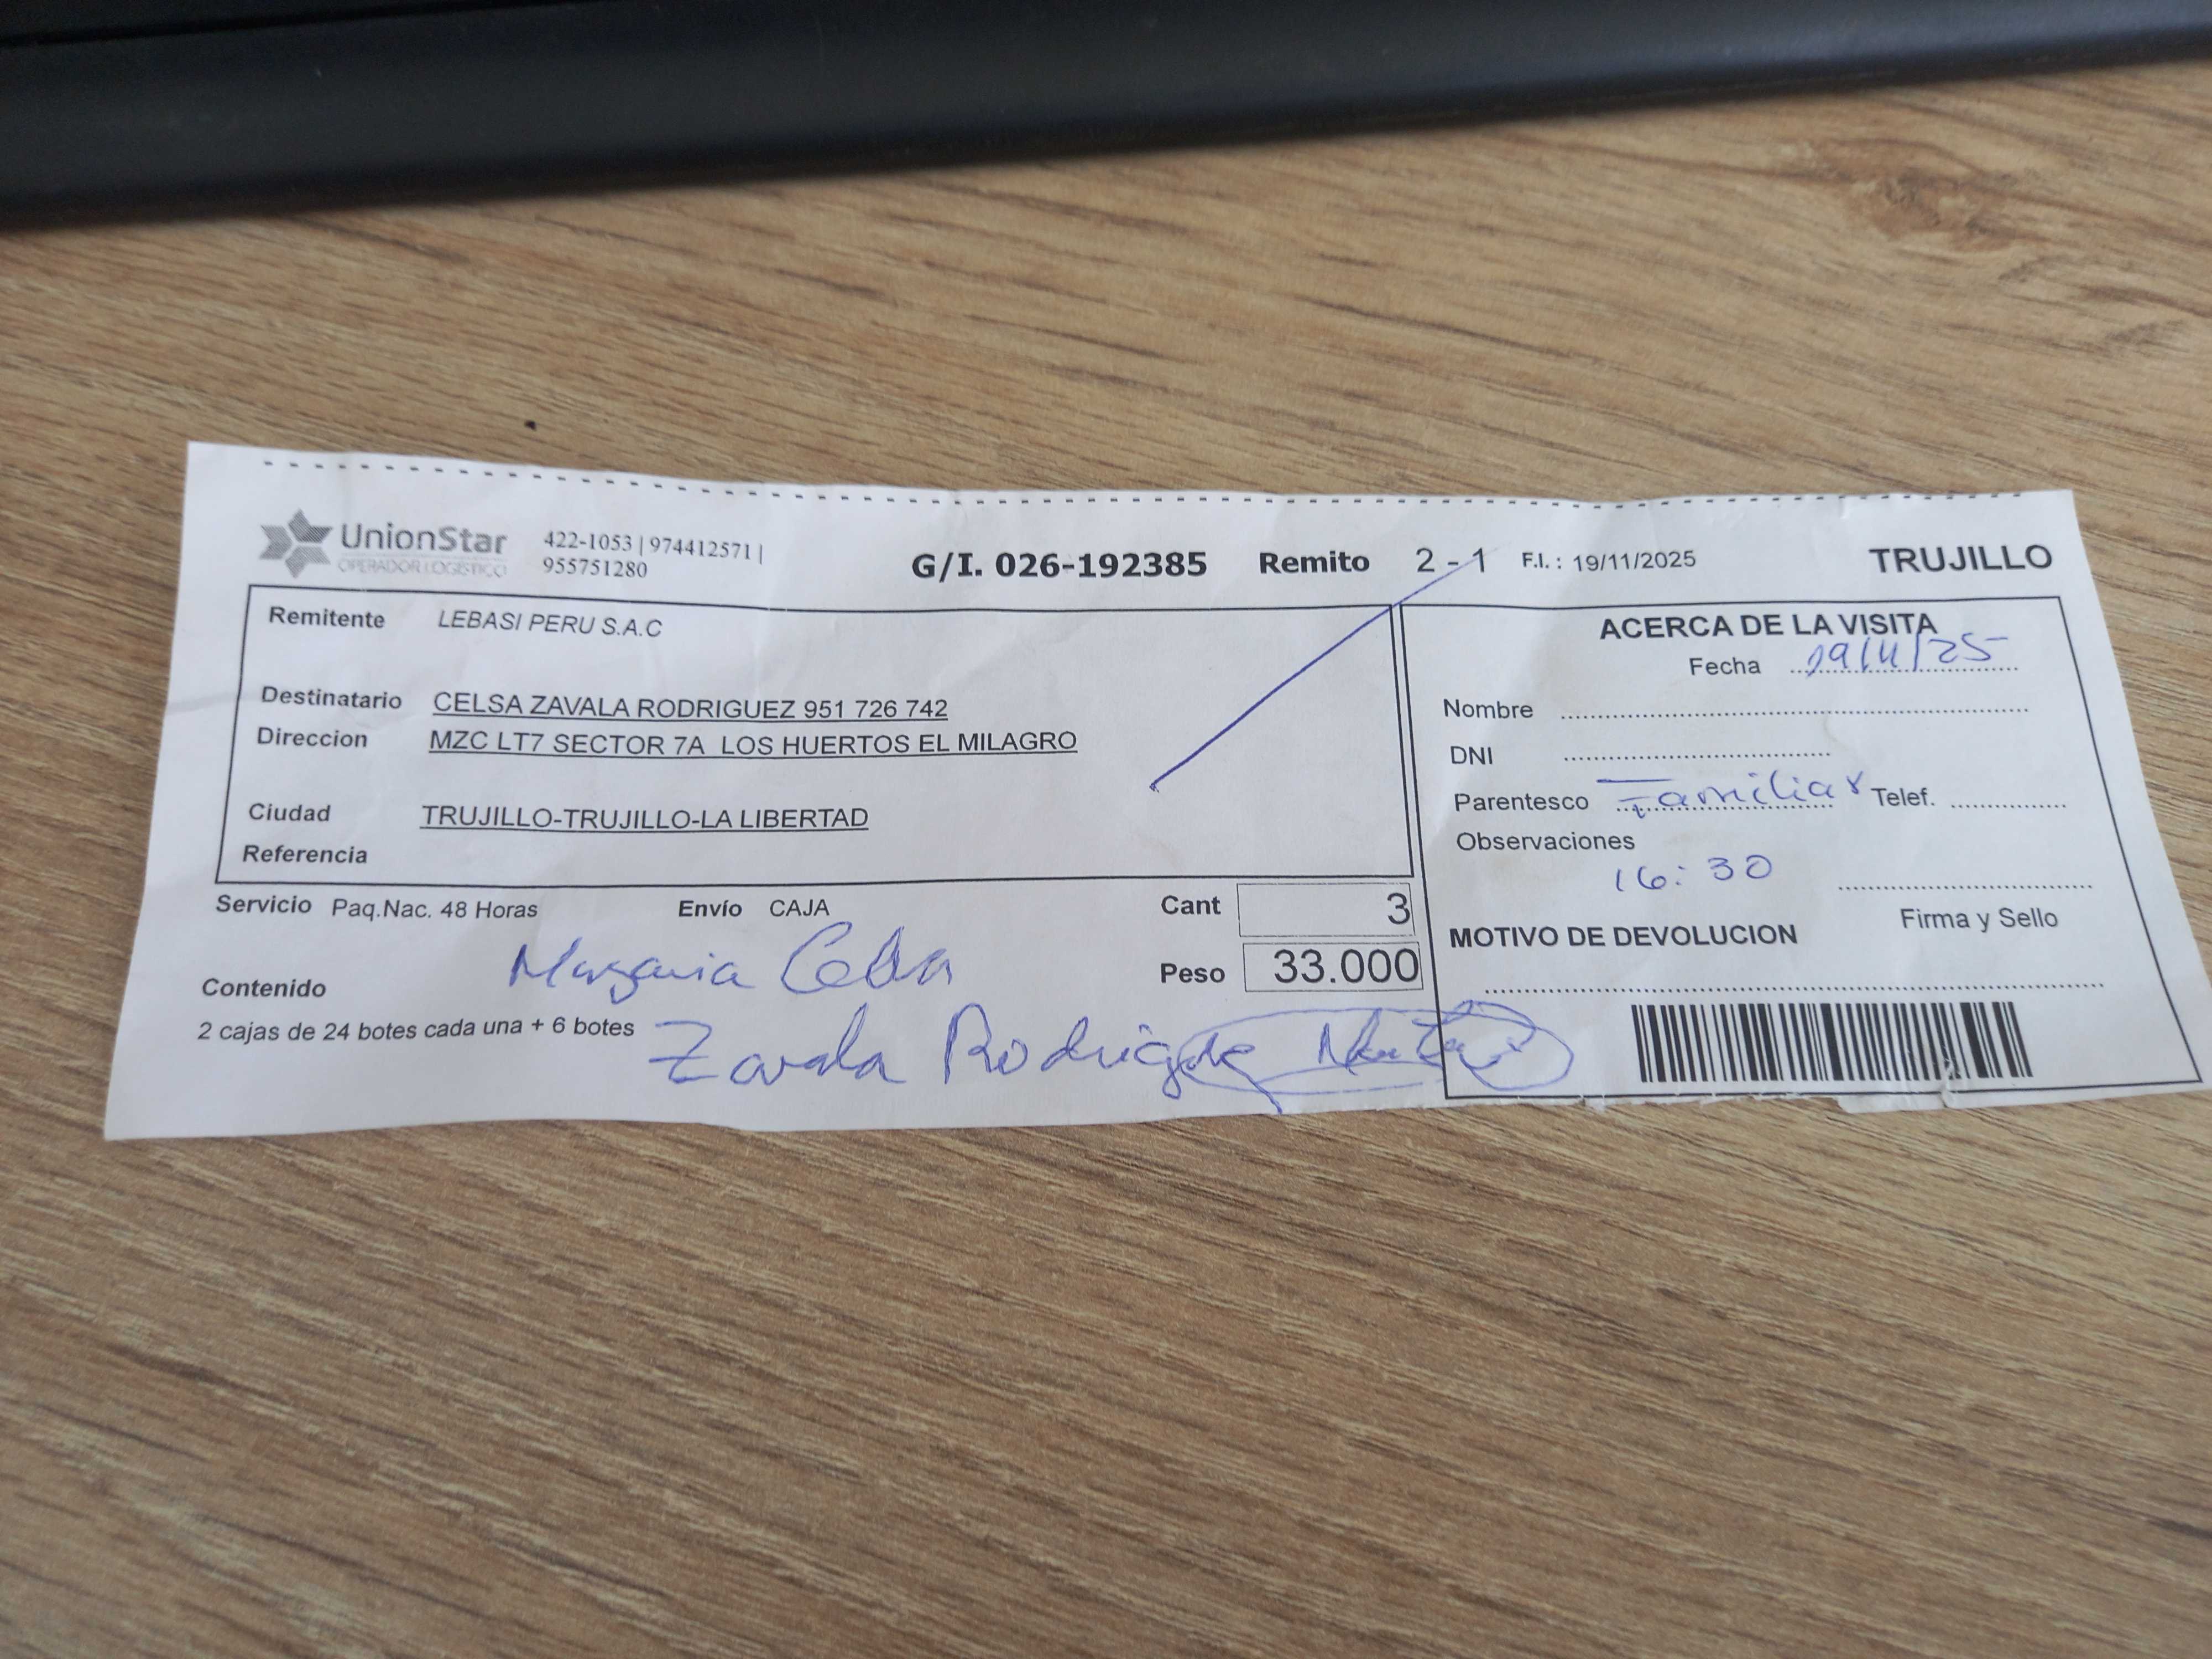 UnionStar
OPERADOR LOGÍSTICO
422-1053 | 974412571 |
955751280
G/I. 026-192385 Remito 2 - 1 F.I. : 19/11/2025 TRUJILLO
Remitente LEBASI PERU S.A.C
Destinatario CELSA ZAVALA RODRIGUEZ 951 726 742
Direccion MZC LT7 SECTOR 7A LOS HUERTOS EL MILAGRO
Ciudad TRUJILLO-TRUJILLO-LA LIBERTAD
Referencia
Servicio Paq.Nac. 48 Horas Envío CAJA Cant 3
Peso 33.000
Contenido
2 cajas de 24 botes cada una + 6 botes
Celsa
Zavala
ACERCA DE LA VISITA
Fecha 19/11/25
Nombre
DNI
Parentesco Familiar Telef.
Observaciones
16:30
Firma y Sello
MOTIVO DE DEVOLUCION